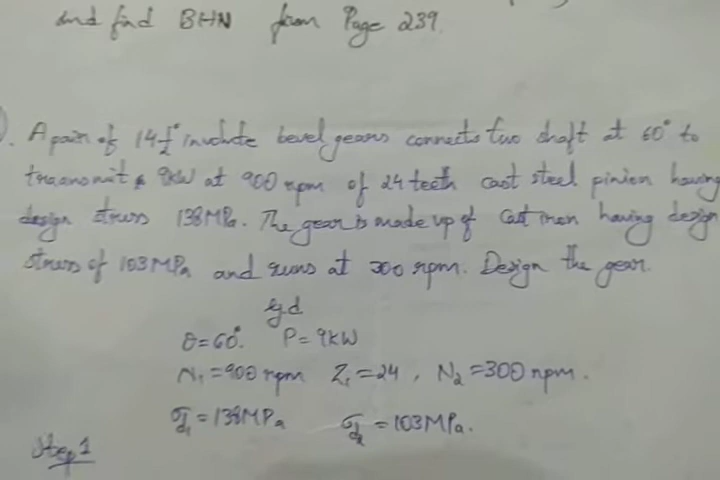 and find BHN from Page 239.
). A pair of 14½° involute bevel gears connects two shaft at 60° to
transmit 9kW at 900 rpm of 24 teeth cast steel pinion having
design stress 138MPa. The gear is made up of cast iron having design
stress of 103MPa and runs at 300 rpm. Design the gear.
θ=60°. P=9kW
N₁=900 rpm Z₁=24, N₂=300 rpm.
σd₁=138MPa σd₂=103MPa.
Step 1